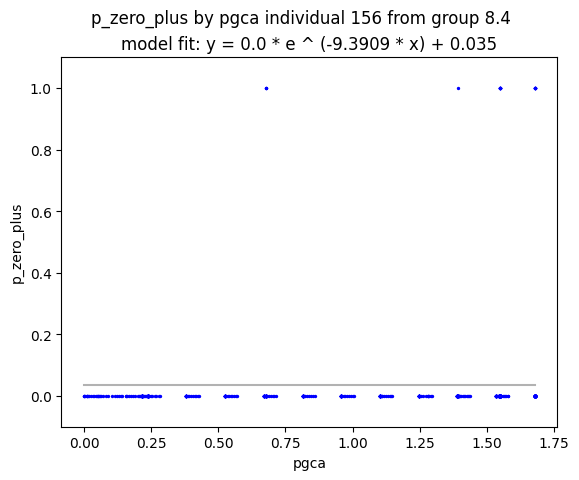 p_zero_plus by pgca individual 156 from group 8.4
model fit: y = 0.0 * e ^ (-9.3909 * x) + 0.035
1.0
0.8
0.6
0.4
0.2
0.0
p_zero_plus
0.00 0.25 0.50 0.75 1.00 1.25 1.50 1.75
pgca